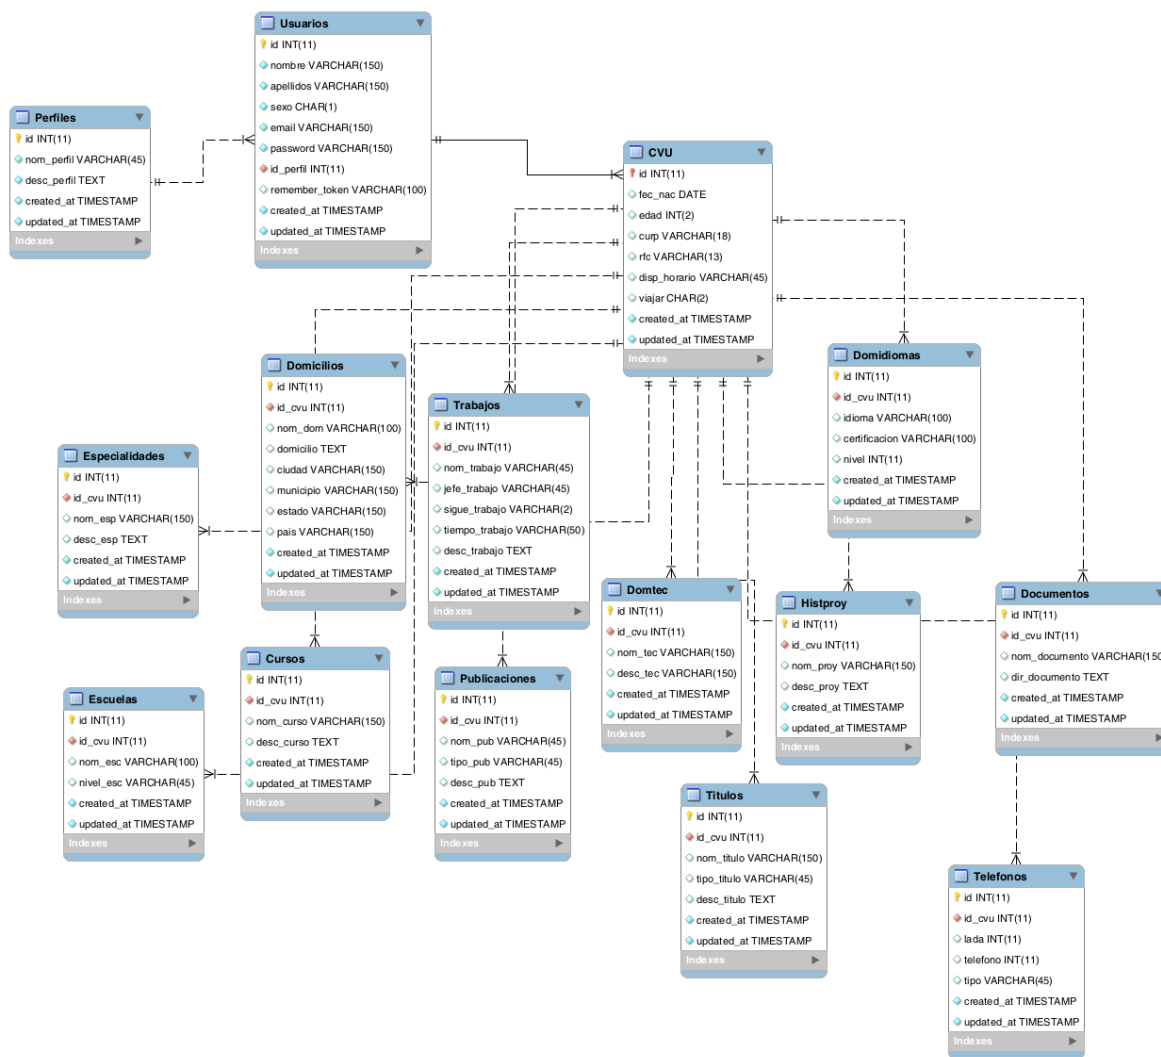 Usuarios
id INT(11)
nombre VARCHAR(150)
apellidos VARCHAR(150)
sexo CHAR(1)
email VARCHAR(150)
password VARCHAR(150)
id_perfil INT(11)
remember_token VARCHAR(100)
created_at TIMESTAMP
updated_at TIMESTAMP
Indexes
Perfiles
id INT(11)
nom_perfil VARCHAR(45)
desc_perfil TEXT
created_at TIMESTAMP
updated_at TIMESTAMP
Indexes
CVU
id INT(11)
fec_nac DATE
edad INT(2)
curp VARCHAR(18)
rfc VARCHAR(13)
disp_horario VARCHAR(45)
viajar CHAR(2)
created_at TIMESTAMP
updated_at TIMESTAMP
Indexes
Domicilios
id INT(11)
id_cvu INT(11)
nom_dom VARCHAR(100)
domicilio TEXT
ciudad VARCHAR(150)
municipio VARCHAR(150)
estado VARCHAR(150)
pais VARCHAR(150)
created_at TIMESTAMP
updated_at TIMESTAMP
Indexes
Trabajos
id INT(11)
id_cvu INT(11)
nom_trabajo VARCHAR(45)
jefe_trabajo VARCHAR(45)
sigue_trabajo VARCHAR(2)
tiempo_trabajo VARCHAR(50)
desc_trabajo TEXT
created_at TIMESTAMP
updated_at TIMESTAMP
Indexes
Domidiomas
id INT(11)
id_cvu INT(11)
idioma VARCHAR(100)
certificacion VARCHAR(100)
nivel INT(11)
created_at TIMESTAMP
updated_at TIMESTAMP
Indexes
Especialidades
id INT(11)
id_cvu INT(11)
nom_esp VARCHAR(150)
desc_esp TEXT
created_at TIMESTAMP
updated_at TIMESTAMP
Indexes
Domtec
id INT(11)
id_cvu INT(11)
nom_tec VARCHAR(150)
desc_tec VARCHAR(150)
created_at TIMESTAMP
updated_at TIMESTAMP
Indexes
Histproy
id INT(11)
id_cvu INT(11)
nom_proy VARCHAR(150)
desc_proy TEXT
created_at TIMESTAMP
updated_at TIMESTAMP
Indexes
Documentos
id INT(11)
id_cvu INT(11)
nom_documento VARCHAR(150
dir_documento TEXT
created_at TIMESTAMP
updated_at TIMESTAMP
Indexes
Cursos
id INT(11)
id_cvu INT(11)
nom_curso VARCHAR(150)
desc_curso TEXT
created_at TIMESTAMP
updated_at TIMESTAMP
Indexes
Publicaciones
id INT(11)
id_cvu INT(11)
nom_pub VARCHAR(45)
tipo_pub VARCHAR(45)
desc_pub TEXT
created_at TIMESTAMP
updated_at TIMESTAMP
Indexes
Escuelas
id INT(11)
id_cvu INT(11)
nom_esc VARCHAR(100)
nivel_esc VARCHAR(45)
created_at TIMESTAMP
updated_at TIMESTAMP
Indexes
Titulos
id INT(11)
id_cvu INT(11)
nom_titulo VARCHAR(150)
tipo_titulo VARCHAR(45)
desc_titulo TEXT
created_at TIMESTAMP
updated_at TIMESTAMP
Indexes
Telefonos
id INT(11)
id_cvu INT(11)
lada INT(11)
telefono INT(11)
tipo VARCHAR(45)
created_at TIMESTAMP
updated_at TIMESTAMP
Indexes